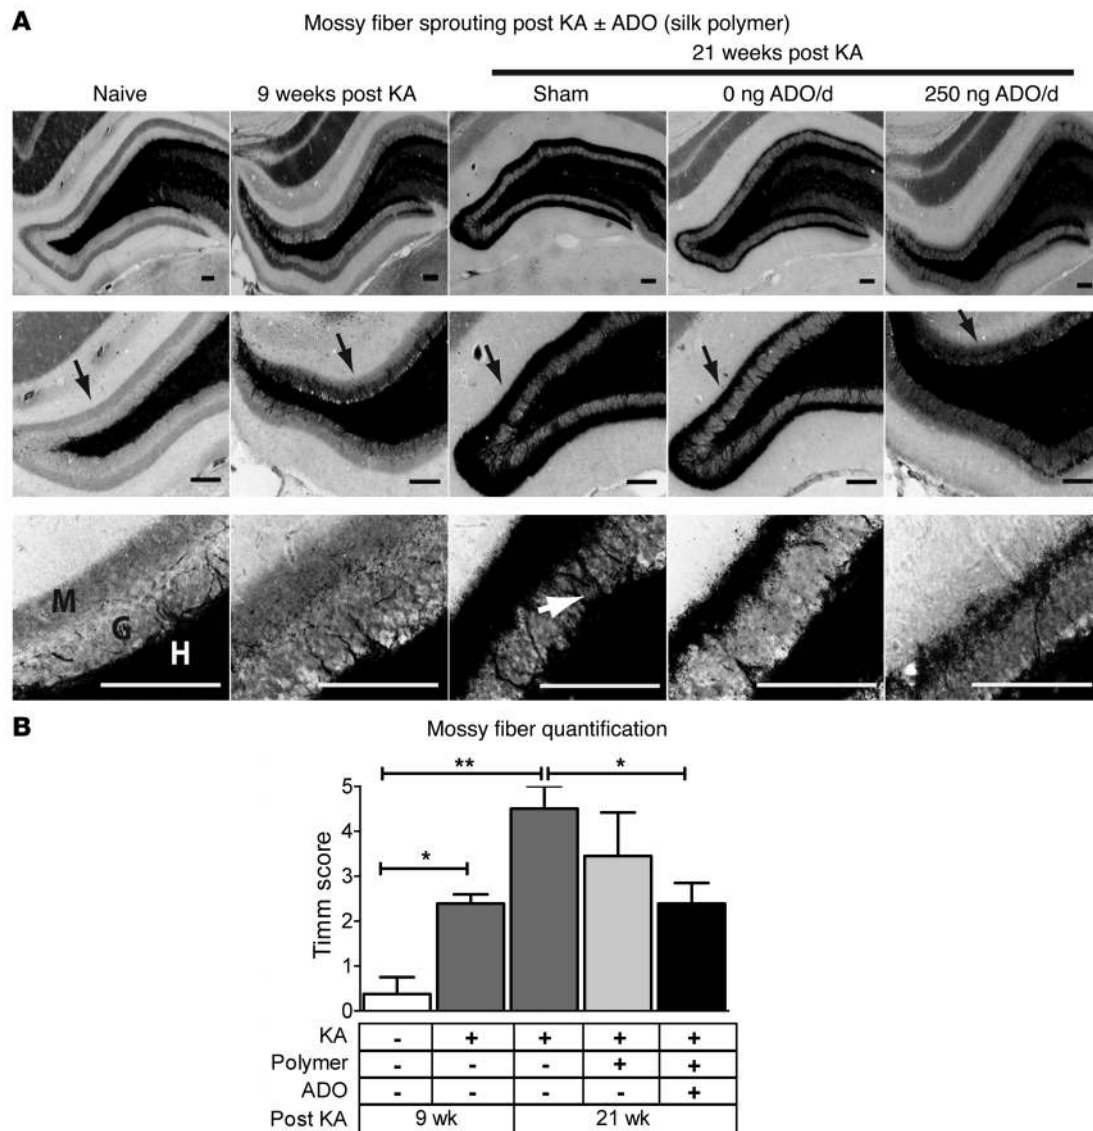 A
Mossy fiber sprouting post KA ± ADO (silk polymer)
21 weeks post KA
Naive 9 weeks post KA Sham 0 ng ADO/d 250 ng ADO/d
M
G
H
B
Mossy fiber quantification
** *
*
Timm score
5
4
3
2
1
0
KA - + + + +
Polymer - - - + +
ADO - - - - +
Post KA 9 wk 21 wk